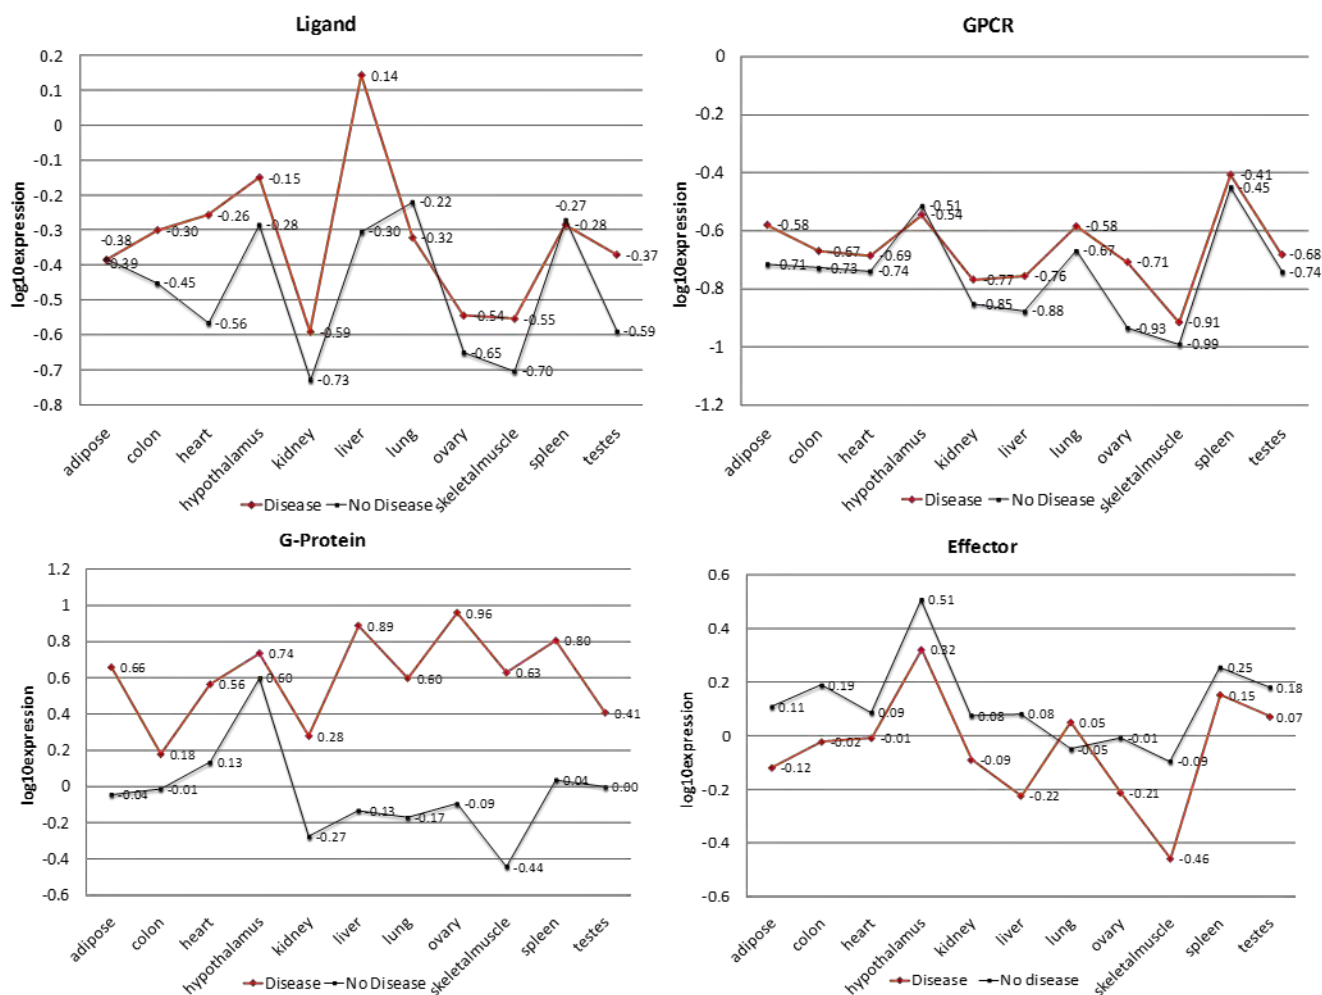 Ligand
0.2
0.1
0
-0.1
-0.2
-0.3
-0.4
-0.5
-0.6
-0.7
-0.8
log10expression
0.14
-0.15
-0.22
-0.26
-0.28
-0.27
-0.28
-0.30
-0.30
-0.32
-0.38
-0.39
-0.37
-0.45
-0.56
-0.54
-0.55
-0.59
-0.59
-0.65
-0.70
-0.73
adipose
colon
heart
hypothalamus
kidney
liver
lung
ovary
skeletalmuscle
spleen
testes
Disease No Disease
GPCR
0
-0.2
-0.4
-0.6
-0.8
-1
-1.2
log10expression
-0.41
-0.45
-0.51
-0.54
-0.58
-0.58
-0.67
-0.67
-0.69
-0.68
-0.71
-0.73
-0.74
-0.71
-0.74
-0.77
-0.76
-0.85
-0.88
-0.91
-0.93
-0.99
adipose
colon
heart
hypothalamus
kidney
liver
lung
ovary
skeletalmuscle
spleen
testes
Disease No Disease
G-Protein
1.2
1
0.8
0.6
0.4
0.2
0
-0.2
-0.4
-0.6
log10expression
0.96
0.89
0.80
0.74
0.66
0.63
0.60
0.60
0.56
0.41
0.28
0.18
0.13
0.04
0.00
-0.04
-0.01
-0.09
-0.13
-0.17
-0.27
-0.44
adipose
colon
heart
hypothalamus
kidney
liver
lung
ovary
skeletalmuscle
spleen
testes
Disease No Disease
Effector
0.6
0.4
0.2
0
-0.2
-0.4
-0.6
log10expression
0.51
0.32
0.25
0.19
0.18
0.15
0.11
0.09
0.08
0.08
0.07
0.05
-0.05
-0.01
-0.02
-0.01
-0.09
-0.09
-0.12
-0.22
-0.21
-0.46
adipose
colon
heart
hypothalamus
kidney
liver
lung
ovary
skeletalmuscle
spleen
testes
Disease No disease